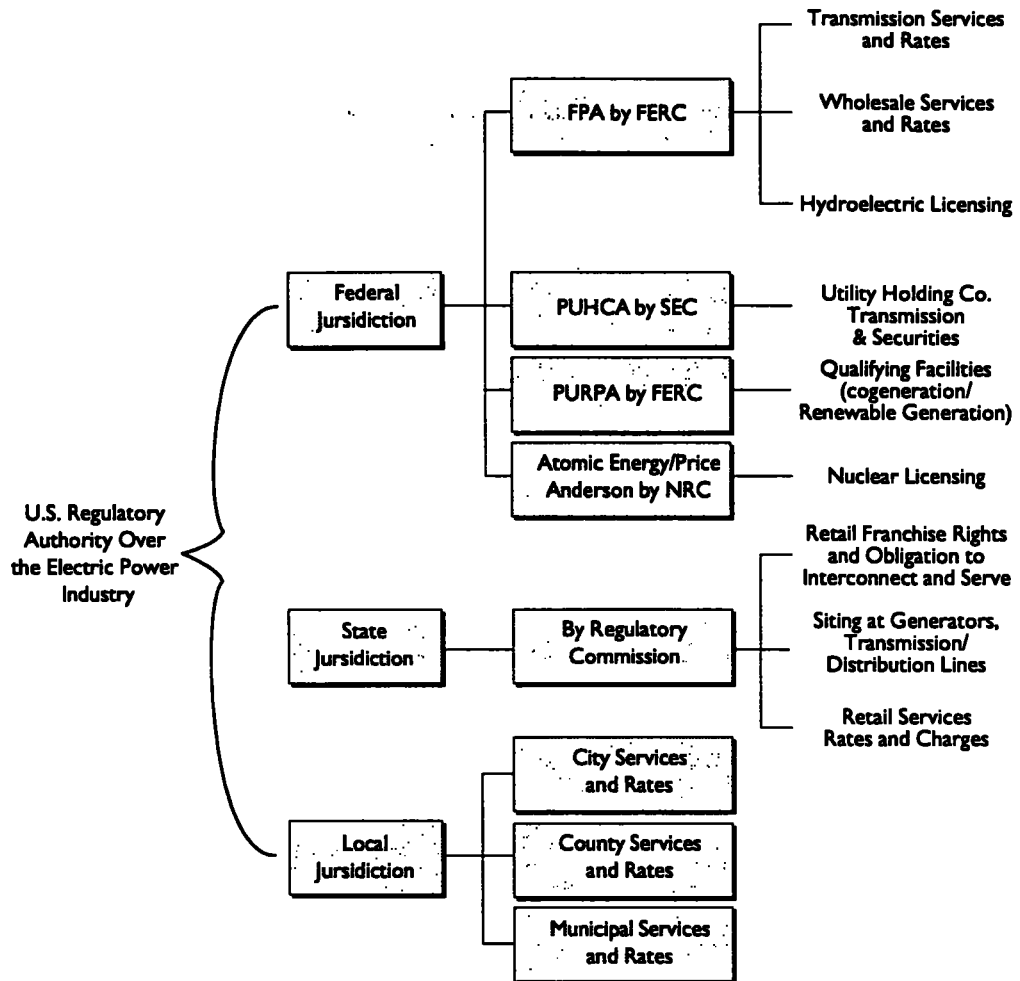 Transmission Services
and Rates
FPA by FERC
Wholesale Services
and Rates
Hydroelectric Licensing
Federal
Jursidiction
PUHCA by SEC
Utility Holding Co.
Transmission
& Securities
PURPA by FERC
Qualifying Facilities
(cogeneration/
Renewable Generation)
Atomic Energy/Price
Anderson by NRC
Nuclear Licensing
U.S. Regulatory
Authority Over
the Electric Power
Industry
Retail Franchise Rights
and Obligation to
Interconnect and Serve
State
Jursidiction
By Regulatory
Commission
Siting at Generators,
Transmission/
Distribution Lines
Retail Services
Rates and Charges
City Services
and Rates
Local
Jursidiction
County Services
and Rates
Municipal Services
and Rates